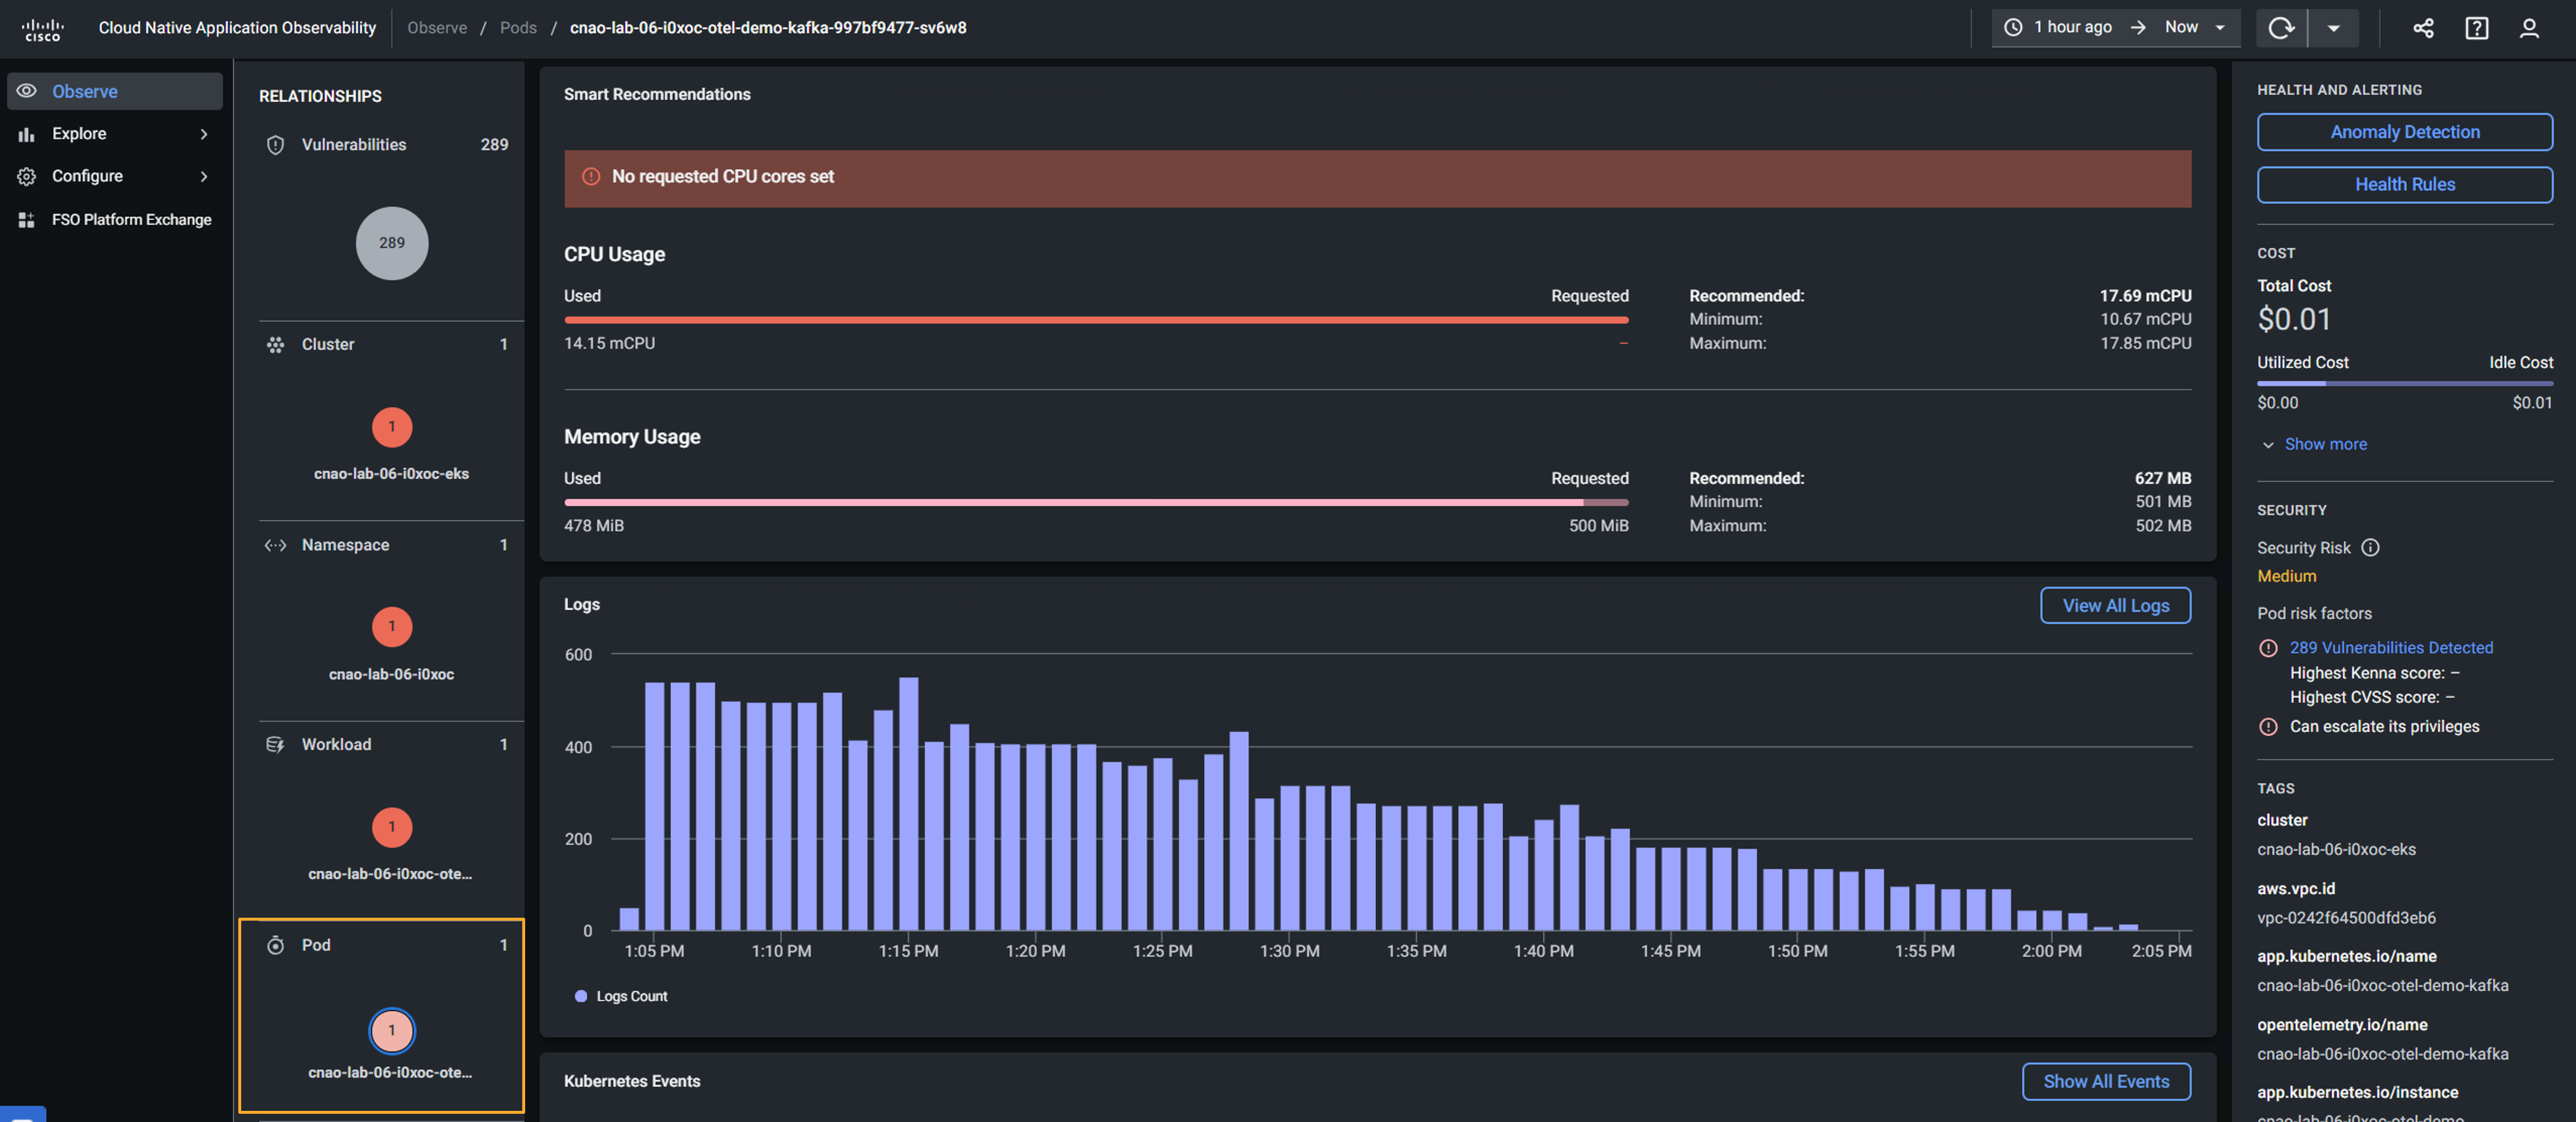 cisco
Cloud Native Application Observability
Observe / Pods / cnao-lab-06-i0xoc-otel-demo-kafka-997bf9477-sv6w8
1 hour ago → Now
Observe
Explore
Configure
FSO Platform Exchange
RELATIONSHIPS
Vulnerabilities 289
289
Cluster 1
1
cnao-lab-06-i0xoc-eks
Namespace 1
1
cnao-lab-06-i0xoc
Workload 1
1
cnao-lab-06-i0xoc-ote...
Pod 1
1
cnao-lab-06-i0xoc-ote...
Smart Recommendations
No requested CPU cores set
CPU Usage
Used Requested
14.15 mCPU –
Recommended: 17.69 mCPU
Minimum: 10.67 mCPU
Maximum: 17.85 mCPU
Memory Usage
Used Requested
478 MiB 500 MiB
Recommended: 627 MB
Minimum: 501 MB
Maximum: 502 MB
Logs
View All Logs
600
400
200
0
1:05 PM 1:10 PM 1:15 PM 1:20 PM 1:25 PM 1:30 PM 1:35 PM 1:40 PM 1:45 PM 1:50 PM 1:55 PM 2:00 PM 2:05 PM
Logs Count
Kubernetes Events
Show All Events
HEALTH AND ALERTING
Anomaly Detection
Health Rules
COST
Total Cost
$0.01
Utilized Cost Idle Cost
$0.00 $0.01
Show more
SECURITY
Security Risk
Medium
Pod risk factors
289 Vulnerabilities Detected
Highest Kenna score: –
Highest CVSS score: –
Can escalate its privileges
TAGS
cluster
cnao-lab-06-i0xoc-eks
aws.vpc.id
vpc-0242f64500dfd3eb6
app.kubernetes.io/name
cnao-lab-06-i0xoc-otel-demo-kafka
opentelemetry.io/name
cnao-lab-06-i0xoc-otel-demo-kafka
app.kubernetes.io/instance
cnao-lab-06-i0xoc-otel-demo